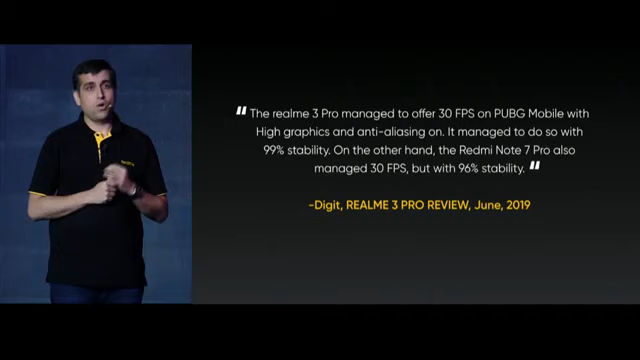 " The realme 3 Pro managed to offer 30 FPS on PUBG Mobile with
High graphics and anti-aliasing on. It managed to do so with
99% stability. On the other hand, the Redmi Note 7 Pro also
managed 30 FPS, but with 96% stability. "
-Digit, REALME 3 PRO REVIEW, June, 2019